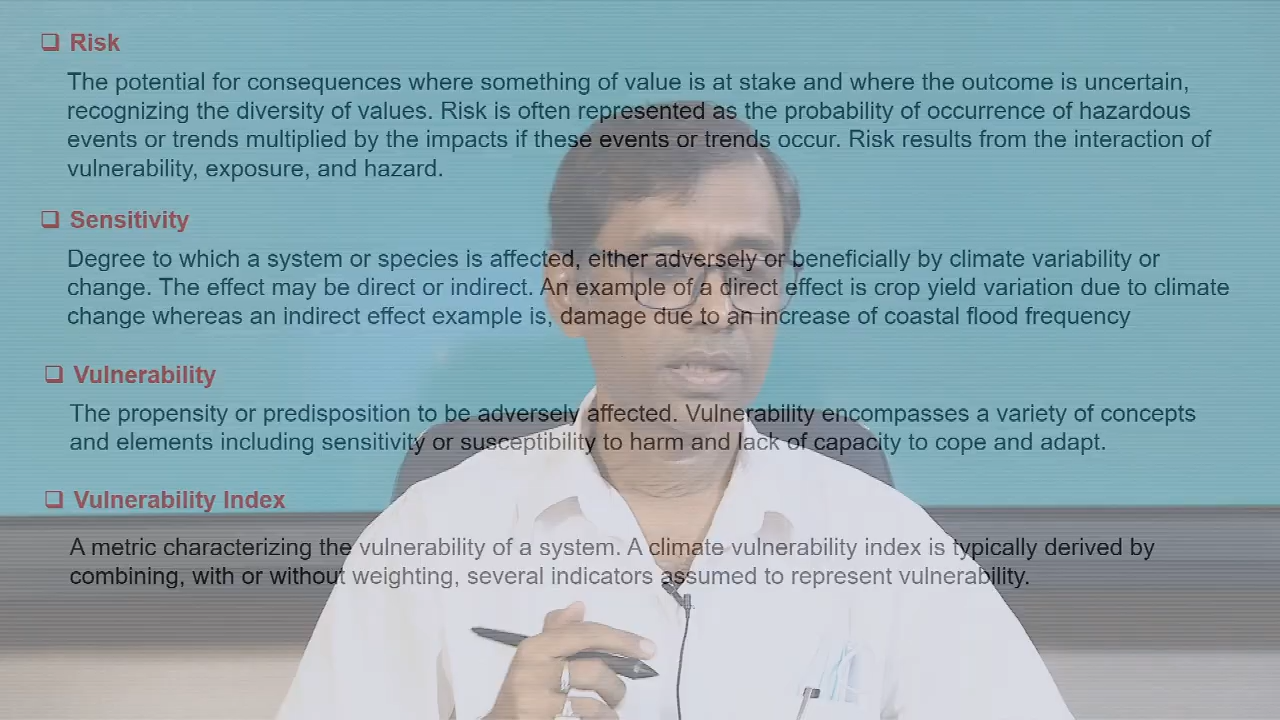 Risk
The potential for consequences where something of value is at stake and where the outcome is uncertain,
recognizing the diversity of values. Risk is often represented as the probability of occurrence of hazardous
events or trends multiplied by the impacts if these events or trends occur. Risk results from the interaction of
vulnerability, exposure, and hazard.
Sensitivity
Degree to which a system or species is affected, either adversely or beneficially by climate variability or
change. The effect may be direct or indirect. An example of a direct effect is crop yield variation due to climate
change whereas an indirect effect example is, damage due to an increase of coastal flood frequency
Vulnerability
The propensity or predisposition to be adversely affected. Vulnerability encompasses a variety of concepts
and elements including sensitivity or susceptibility to harm and lack of capacity to cope and adapt.
Vulnerability Index
A metric characterizing the vulnerability of a system. A climate vulnerability index is typically derived by
combining, with or without weighting, several indicators assumed to represent vulnerability.